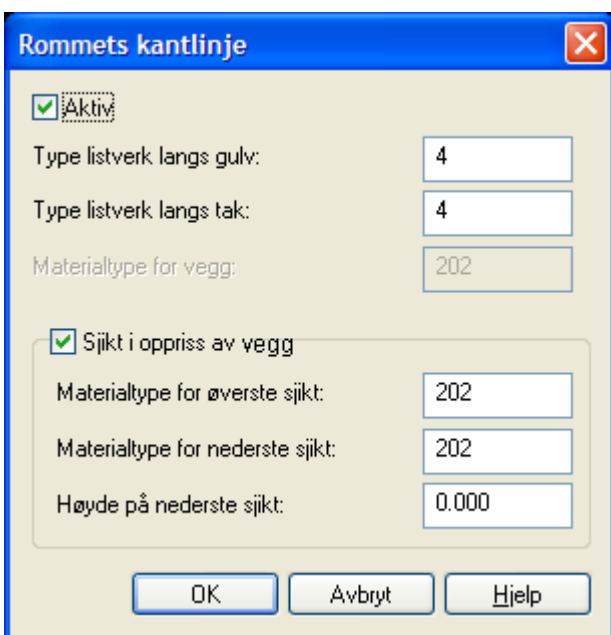 Rommets kantlinje
Aktiv
Type listverk langs gulv: 4
Type listverk langs tak: 4
Materialtype for vegg: 202
Sjikt i oppriss av vegg
Materialtype for øverste sjikt: 202
Materialtype for nederste sjikt: 202
Høyde på nederste sjikt: 0.000
OK Avbryt Hjelp